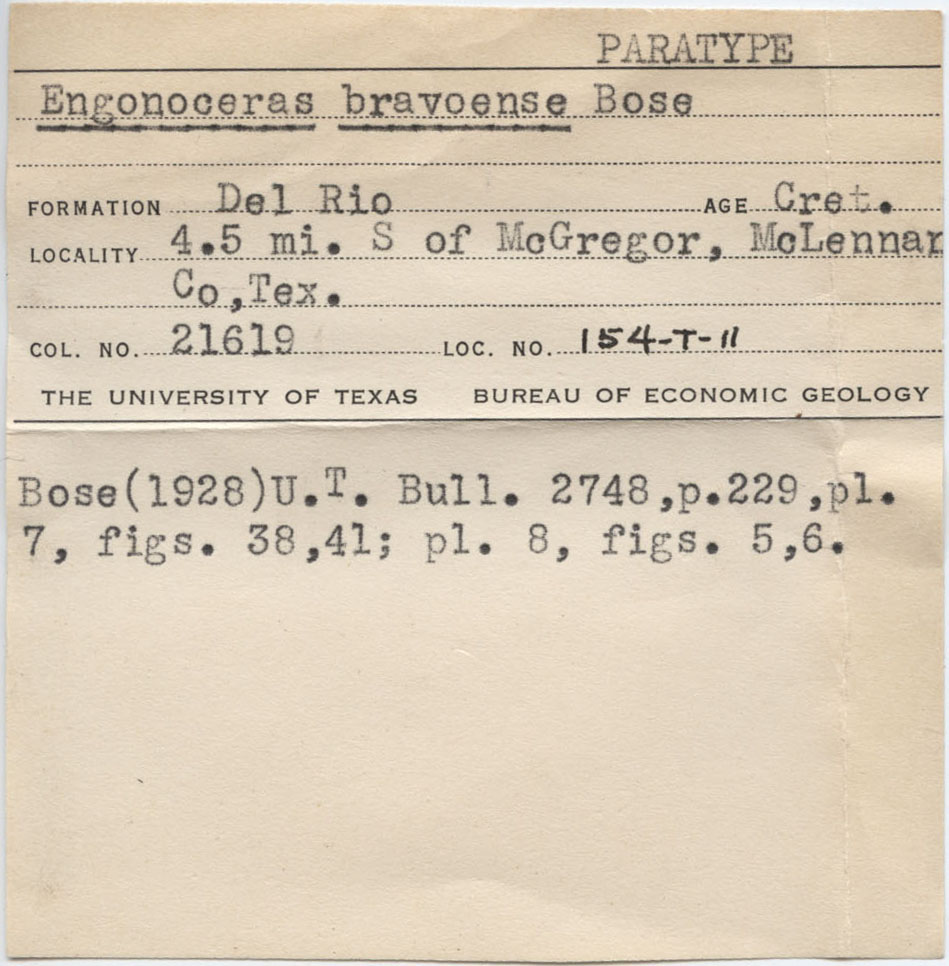 PARATYPE
Engonoceras bravoense Bose
FORMATION Del Rio AGE Cret.
LOCALITY 4.5 mi. S of McGregor, McLennan
Co,Tex.
COL. NO. 21619 LOC. NO. 154-T-11
THE UNIVERSITY OF TEXAS BUREAU OF ECONOMIC GEOLOGY
Bose(1928)U.T. Bull. 2748,p.229,pl.
7, figs. 38,41; pl. 8, figs. 5,6.